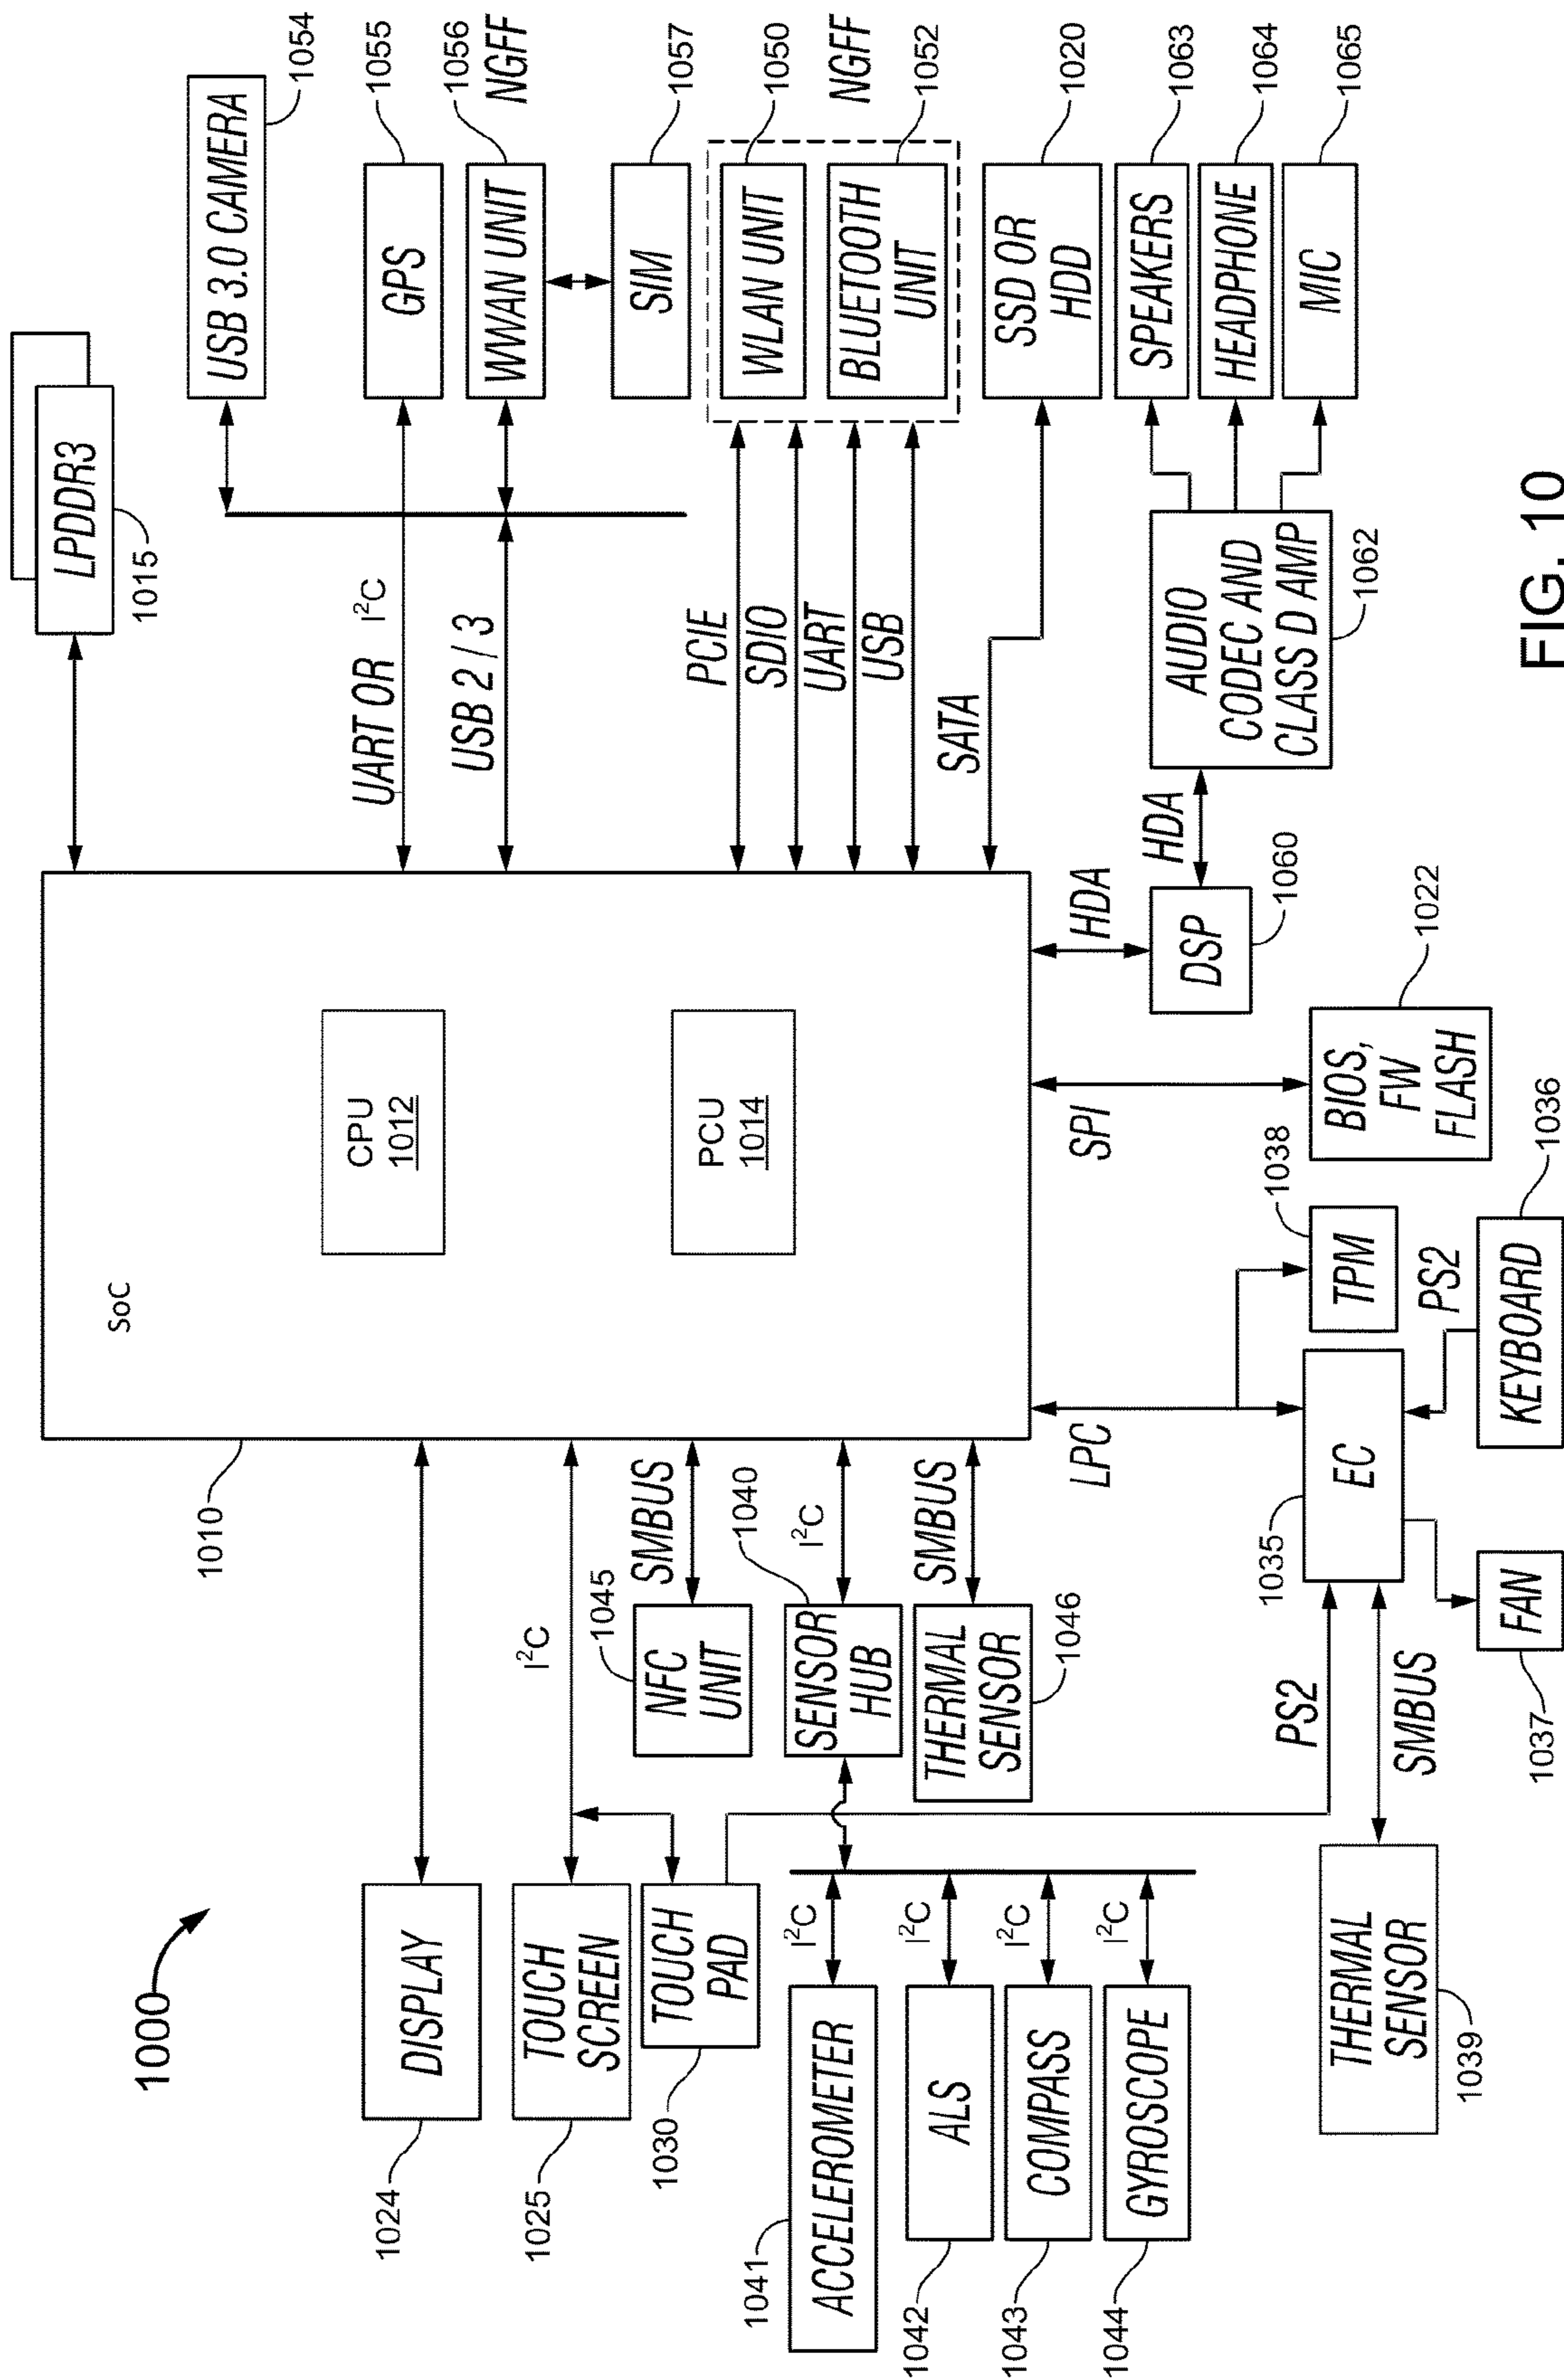 1000
SoC
1010
CPU
1012
PCU
1014
LPDDR3
1015
USB 3.0 CAMERA
1054
UART OR I²C
GPS
1055
USB 2 / 3
WWAN UNIT
1056
NGFF
SIM
1057
PCIE
SDIO
UART
USB
WLAN UNIT
1050
NGFF
BLUETOOTH
UNIT
1052
SATA
SSD OR
HDD
1020
SPEAKERS
1063
HEADPHONE
1064
MIC
1065
HDA
DSP
1060
HDA
AUDIO
CODEC AND
CLASS D AMP
1062
SPI
BIOS,
FW
FLASH
1022
LPC
TPM
1038
EC
1035
PS2
KEYBOARD
1036
FAN
1037
DISPLAY
1024
I²C
TOUCH
SCREEN
1025
TOUCH
PAD
1030
SMBUS
NFC
UNIT
1045
I²C
SENSOR
HUB
1040
SMBUS
THERMAL
SENSOR
1046
I²C
ACCELEROMETER
1041
I²C
ALS
1042
I²C
COMPASS
1043
I²C
GYROSCOPE
1044
PS2
SMBUS
THERMAL
SENSOR
1039
FIG. 10